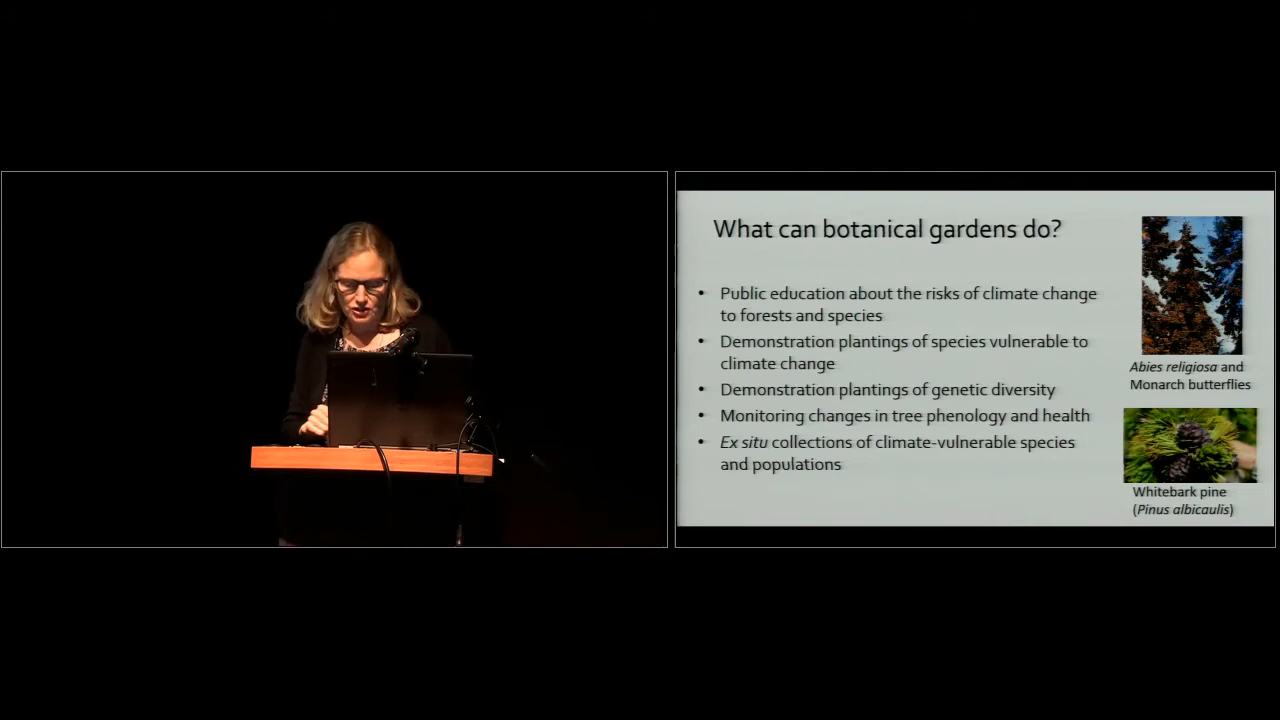 What can botanical gardens do?
• Public education about the risks of climate change
to forests and species
• Demonstration plantings of species vulnerable to
climate change
• Demonstration plantings of genetic diversity
• Monitoring changes in tree phenology and health
• Ex situ collections of climate-vulnerable species
and populations
Abies religiosa and
Monarch butterflies
Whitebark pine
(Pinus albicaulis)